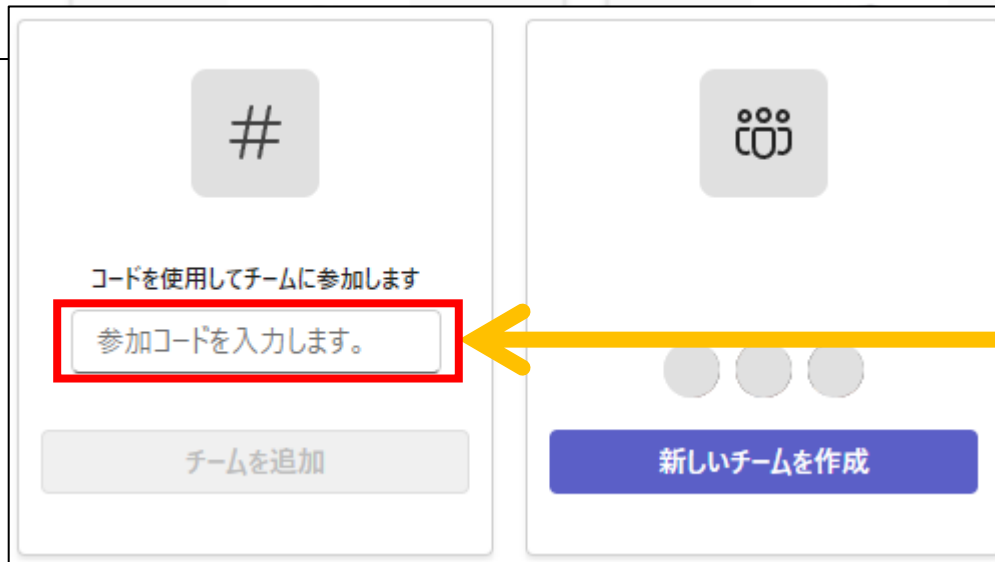 #
コードを使用してチームに参加します
参加コードを入力します。
チームを追加
新しいチームを作成